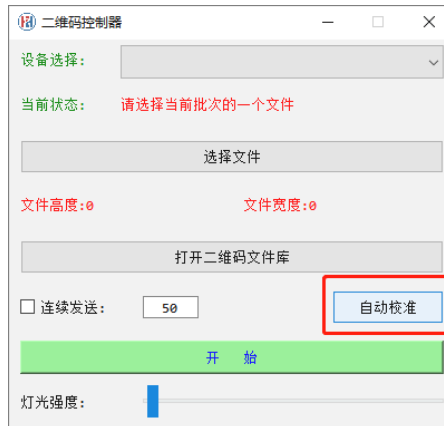 二维码控制器
设备选择:
当前状态: 请选择当前批次的一个文件
选择文件
文件高度:0 文件宽度:0
打开二维码文件库
连续发送: 50 自动校准
开 始
灯光强度: